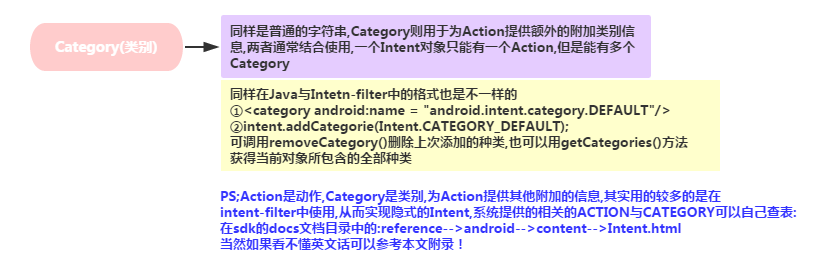 Category(类别)
同样是普通的字符串,Category则用于为Action提供额外的附加类别信
息,两者通常结合使用,一个Intent对象只能有一个Action,但是能有多个
Category
同样在Java与Intetn-filter中的格式也是不一样的
①<category android:name = "android.intent.category.DEFAULT"/>
②intent.addCategorie(Intent.CATEGORY_DEFAULT);
可调用removeCategory()删除上次添加的种类,也可以用getCategories()方法
获得当前对象所包含的全部种类
PS;Action是动作,Category是类别,为Action提供其他附加的信息,其实用的较多的是在
intent-filter中使用,从而实现隐式的Intent,系统提供的相关的ACTION与CATEGORY可以自己查表:
在sdk的docs文档目录中的:reference-->android-->content-->Intent.html
当然如果看不懂英文话可以参考本文附录！